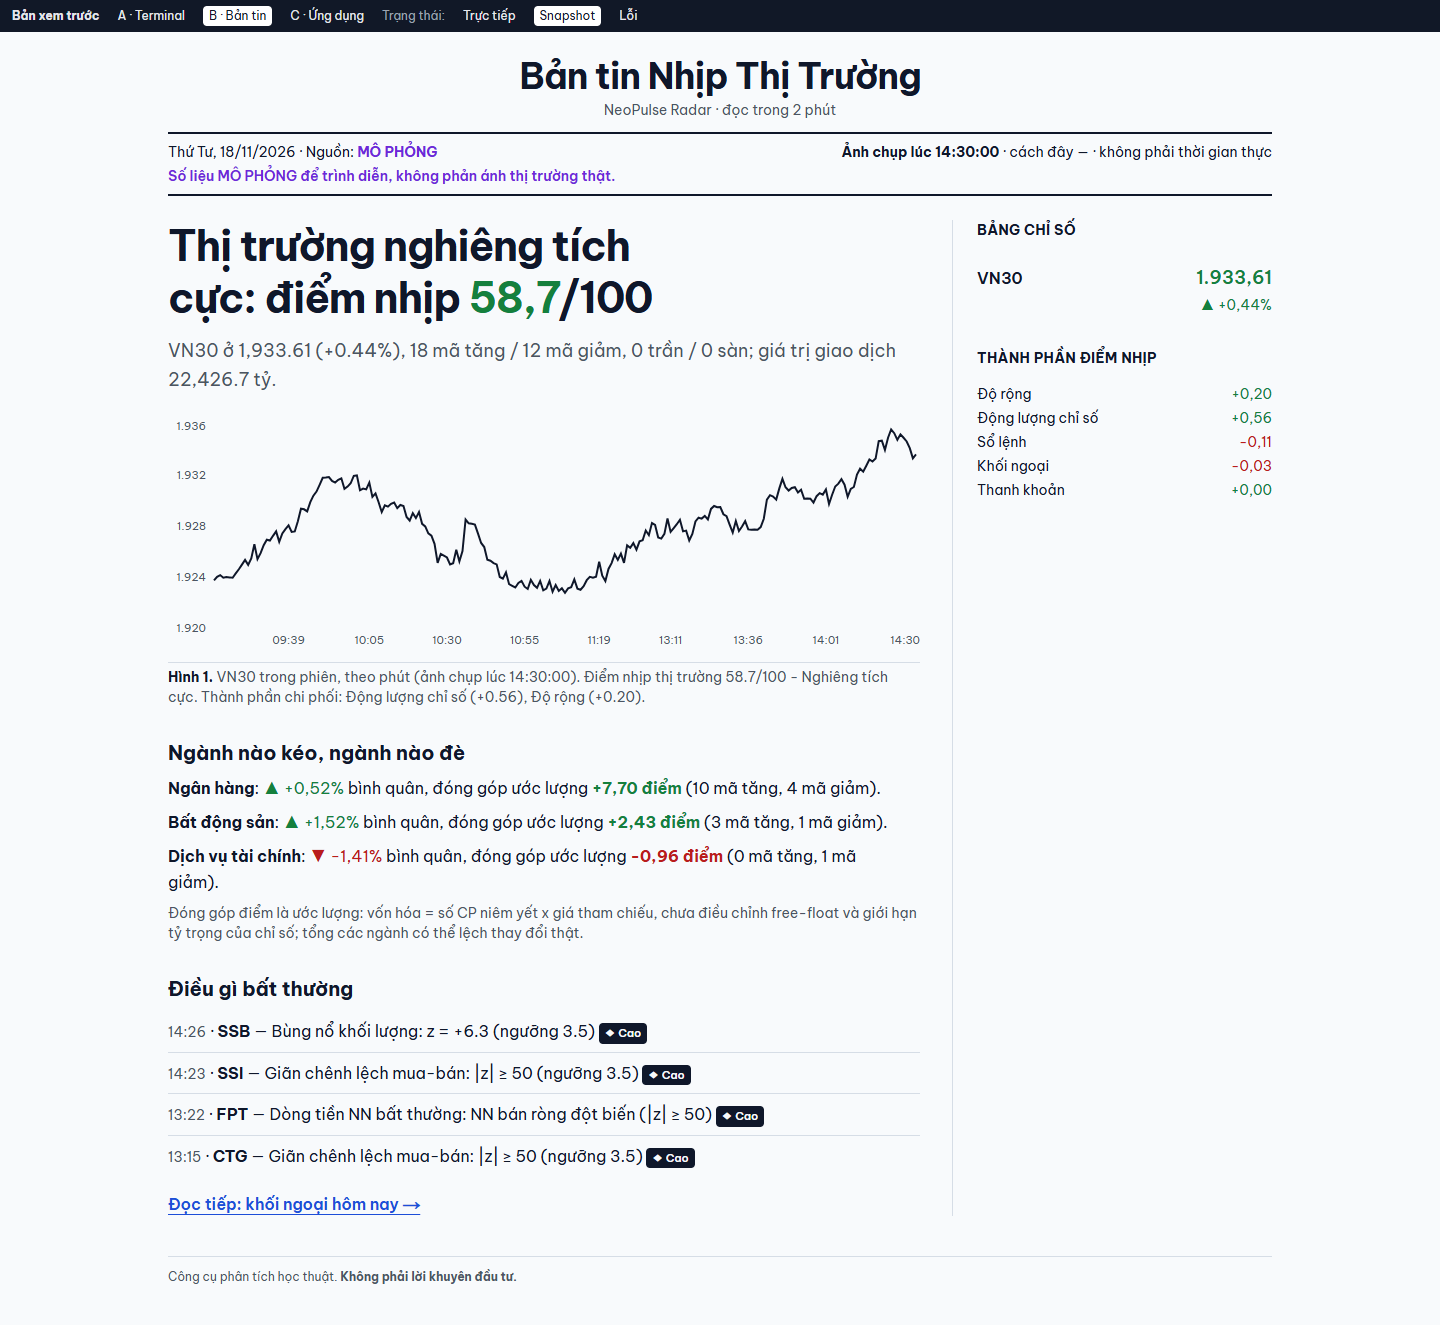 Bản xem trước A · Terminal B · Bản tin C · Ứng dụng Trạng thái: Trực tiếp Snapshot Lỗi
Bản tin Nhịp Thị Trường
NeoPulse Radar · đọc trong 2 phút
Thứ Tư, 18/11/2026 · Nguồn: MÔ PHỎNG
Số liệu MÔ PHỎNG để trình diễn, không phản ánh thị trường thật.
Ảnh chụp lúc 14:30:00 · cách đây — · không phải thời gian thực
Thị trường nghiêng tích
cực: điểm nhịp 58,7/100
VN30 ở 1,933.61 (+0.44%), 18 mã tăng / 12 mã giảm, 0 trần / 0 sàn; giá trị giao dịch
22,426.7 tỷ.
1.936
1.932
1.928
1.924
1.920
09:39 10:05 10:30 10:55 11:19 13:11 13:36 14:01 14:30
Hình 1. VN30 trong phiên, theo phút (ảnh chụp lúc 14:30:00). Điểm nhịp thị trường 58.7/100 - Nghiêng tích
cực. Thành phần chi phối: Động lượng chỉ số (+0.56), Độ rộng (+0.20).
Ngành nào kéo, ngành nào đè
Ngân hàng: ▲ +0,52% bình quân, đóng góp ước lượng +7,70 điểm (10 mã tăng, 4 mã giảm).
Bất động sản: ▲ +1,52% bình quân, đóng góp ước lượng +2,43 điểm (3 mã tăng, 1 mã giảm).
Dịch vụ tài chính: ▼ -1,41% bình quân, đóng góp ước lượng -0,96 điểm (0 mã tăng, 1 mã
giảm).
Đóng góp điểm là ước lượng: vốn hóa = số CP niêm yết x giá tham chiếu, chưa điều chỉnh free-float và giới hạn
tỷ trọng của chỉ số; tổng các ngành có thể lệch thay đổi thật.
Điều gì bất thường
14:26 · SSB — Bùng nổ khối lượng: z = +6.3 (ngưỡng 3.5) ◆ Cao
14:23 · SSI — Giãn chênh lệch mua-bán: |z| ≥ 50 (ngưỡng 3.5) ◆ Cao
13:22 · FPT — Dòng tiền NN bất thường: NN bán ròng đột biến (|z| ≥ 50) ◆ Cao
13:15 · CTG — Giãn chênh lệch mua-bán: |z| ≥ 50 (ngưỡng 3.5) ◆ Cao
Đọc tiếp: khối ngoại hôm nay →
BẢNG CHỈ SỐ
VN30 1.933,61
▲ +0,44%
THÀNH PHẦN ĐIỂM NHỊP
Độ rộng +0,20
Động lượng chỉ số +0,56
Sổ lệnh -0,11
Khối ngoại -0,03
Thanh khoản +0,00
Công cụ phân tích học thuật. Không phải lời khuyên đầu tư.